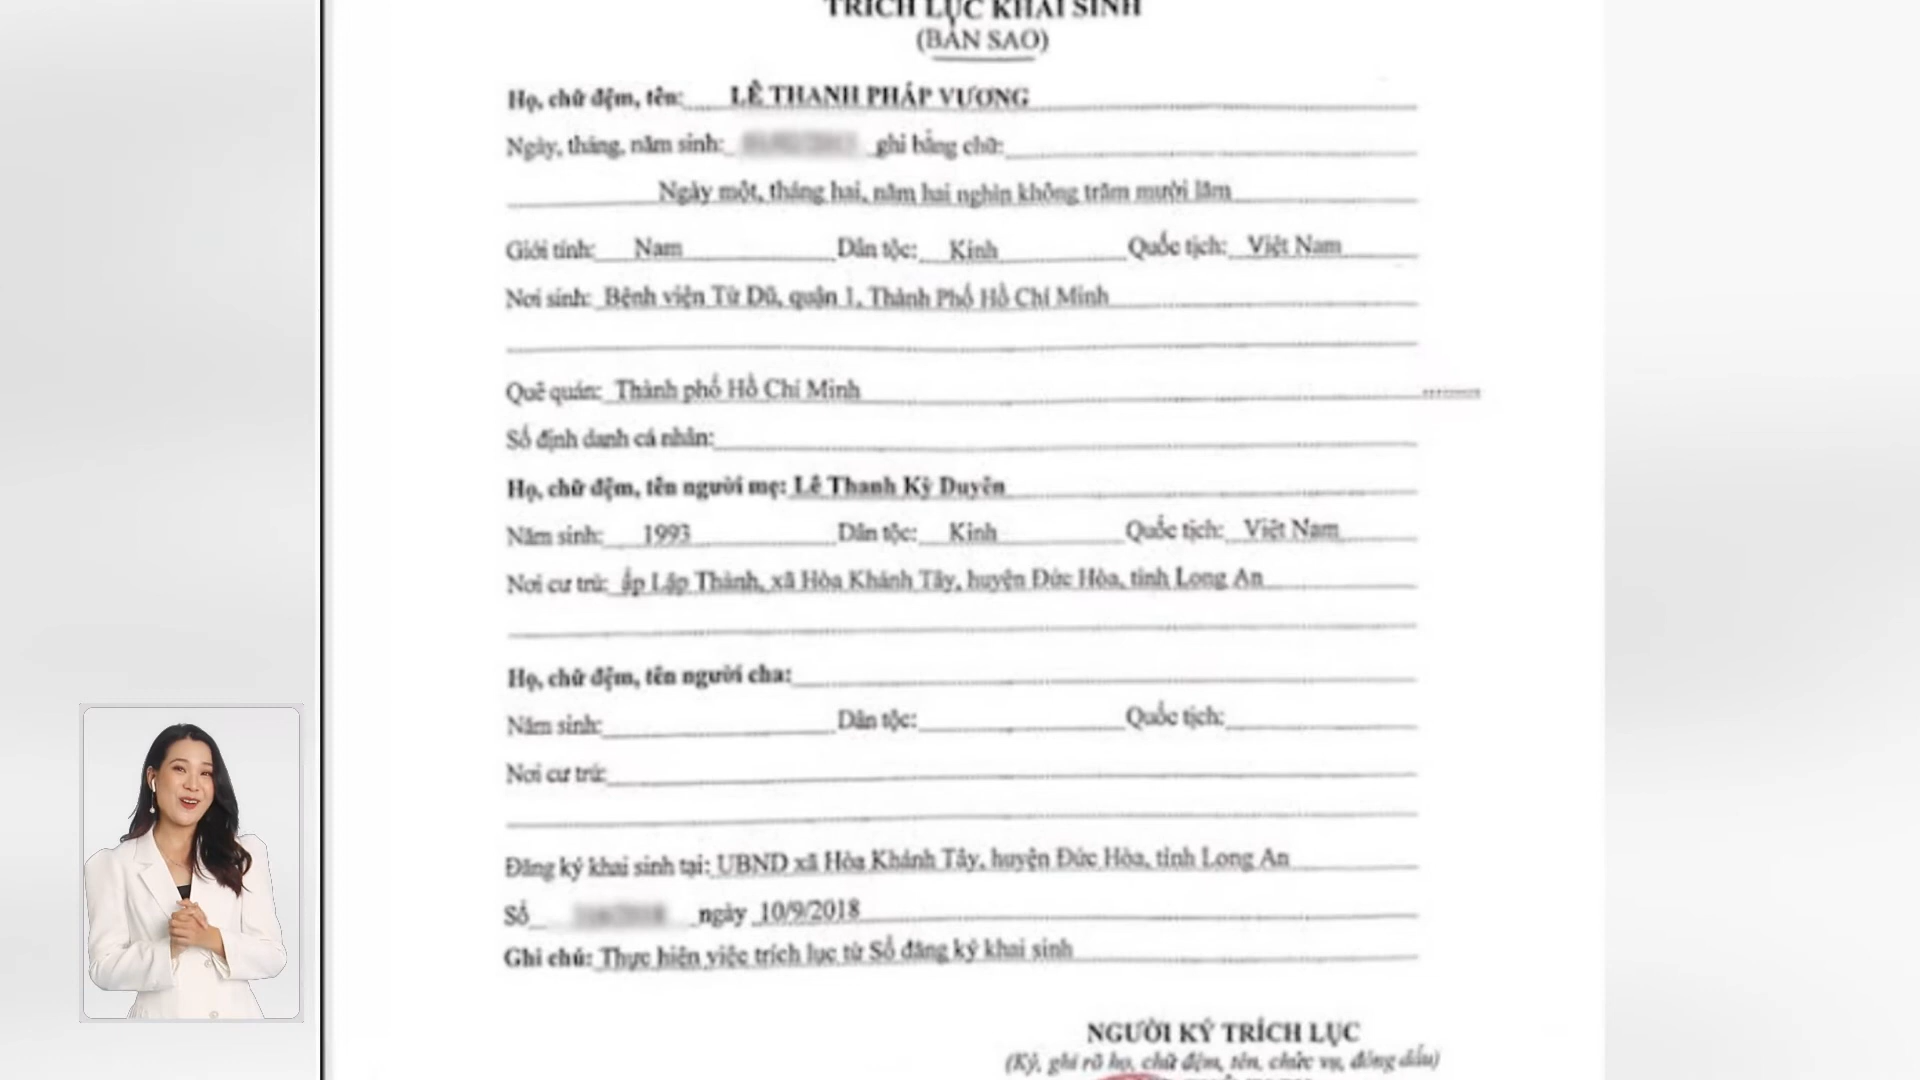 TRÍCH LỤC KHAI SINH
(BẢN SAO)
Họ, chữ đệm, tên: LÊ THANH PHÁP VƯƠNG
Ngày, tháng, năm sinh: ghi bằng chữ:
Ngày một, tháng hai, năm hai nghìn không trăm mười lăm
Giới tính: Nam Dân tộc: Kinh Quốc tịch: Việt Nam
Nơi sinh: Bệnh viện Từ Dũ, quận 1, Thành Phố Hồ Chí Minh
Quê quán: Thành phố Hồ Chí Minh
Số định danh cá nhân:
Họ, chữ đệm, tên người mẹ: Lê Thanh Kỳ Duyên
Năm sinh: 1993 Dân tộc: Kinh Quốc tịch: Việt Nam
Nơi cư trú: ấp Lập Thành, xã Hòa Khánh Tây, huyện Đức Hòa, tỉnh Long An
Họ, chữ đệm, tên người cha:
Năm sinh: Dân tộc: Quốc tịch:
Nơi cư trú:
Đăng ký khai sinh tại: UBND xã Hòa Khánh Tây, huyện Đức Hòa, tỉnh Long An
Số ngày 10/9/2018
Ghi chú: Thực hiện việc trích lục từ Sổ đăng ký khai sinh
NGƯỜI KÝ TRÍCH LỤC
(Ký, ghi rõ họ, chữ đệm, tên, chức vụ, đóng dấu)